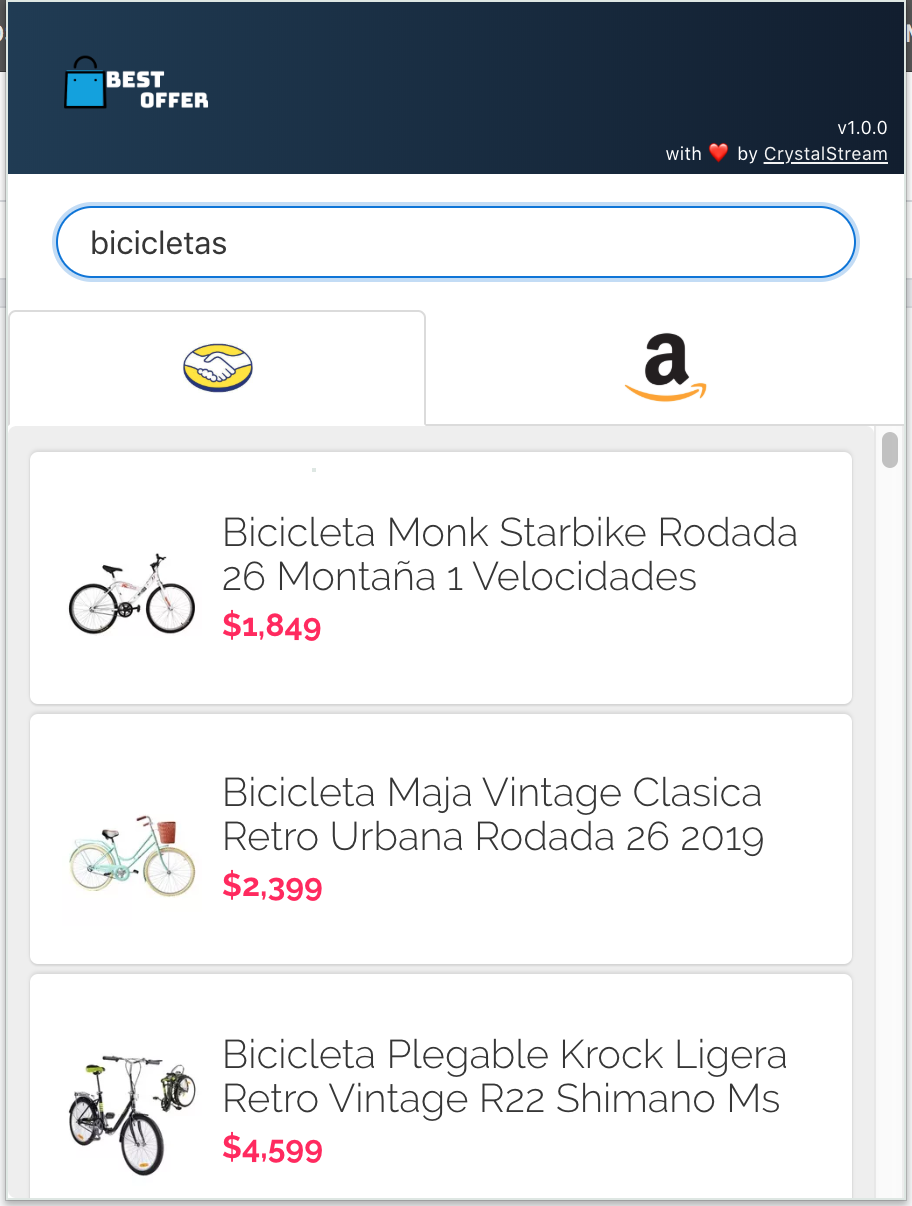 BEST
OFFER
v1.0.0
with ❤️ by CrystalStream
bicicletas
a
Bicicleta Monk Starbike Rodada
26 Montaña 1 Velocidades
$1,849
Bicicleta Maja Vintage Clasica
Retro Urbana Rodada 26 2019
$2,399
Bicicleta Plegable Krock Ligera
Retro Vintage R22 Shimano Ms
$4,599